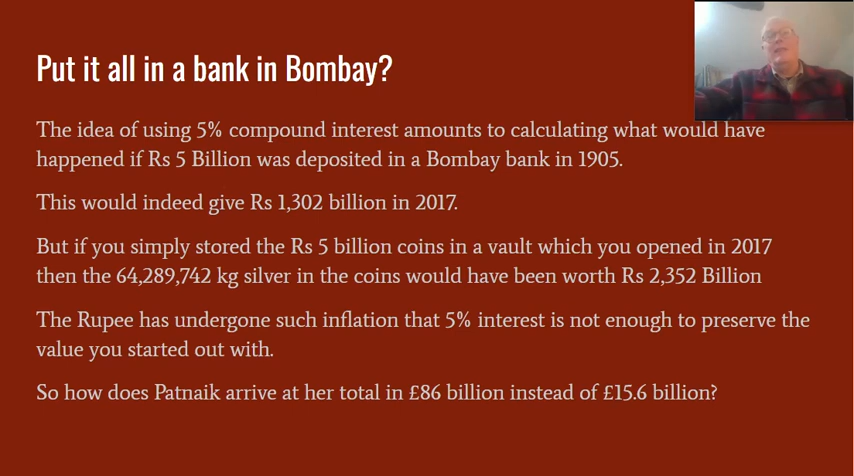 Put it all in a bank in Bombay?
The idea of using 5% compound interest amounts to calculating what would have
happened if Rs 5 Billion was deposited in a Bombay bank in 1905.
This would indeed give Rs 1,302 billion in 2017.
But if you simply stored the Rs 5 billion coins in a vault which you opened in 2017
then the 64,289,742 kg silver in the coins would have been worth Rs 2,352 Billion
The Rupee has undergone such inflation that 5% interest is not enough to preserve the
value you started out with.
So how does Patnaik arrive at her total in £86 billion instead of £15.6 billion?